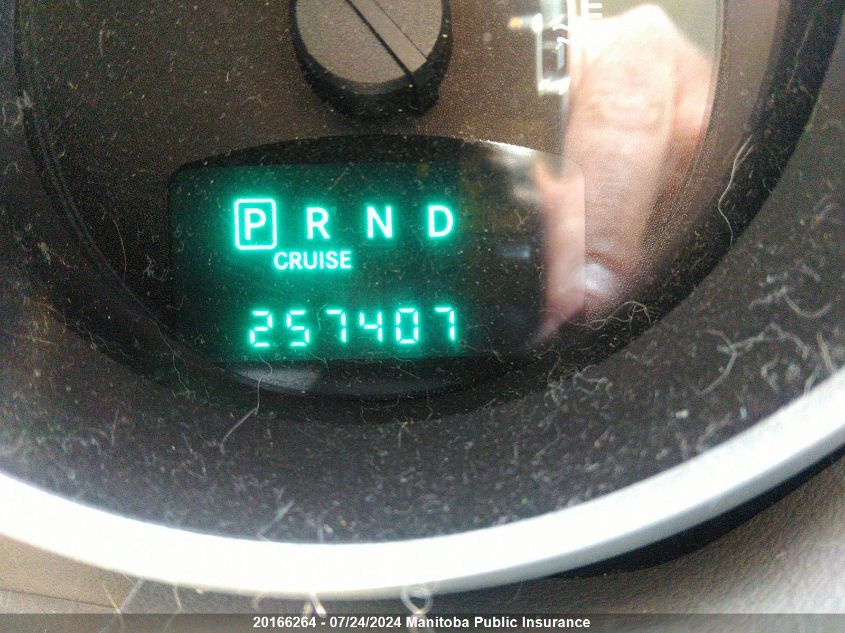 P R N D
CRUISE
257407
20166264 - 07/24/2024 Manitoba Public Insurance